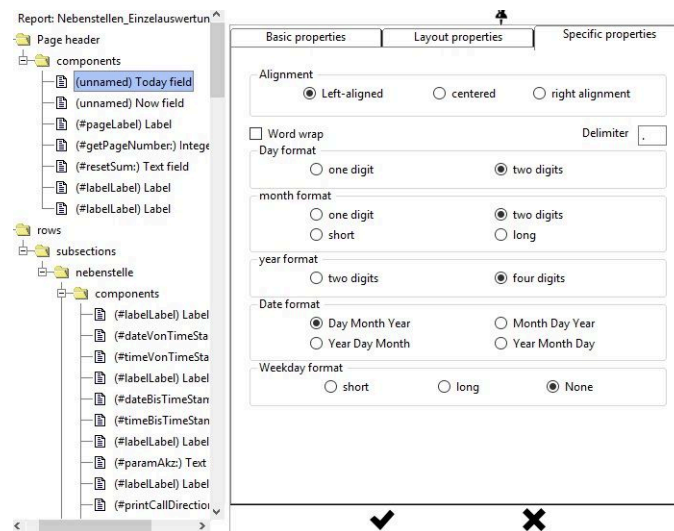 Report: Nebenstellen_Einzelauswertun
Page header
components
(unnamed) Today field
(unnamed) Now field
(#pageLabel) Label
(#getPageNumber:) Intege
(#resetSum:) Text field
(#labelLabel) Label
(#labelLabel) Label
rows
subsections
nebenstelle
components
(#labelLabel) Label
(#dateVonTimeSta
(#timeVonTimeSta
(#labelLabel) Label
(#dateBisTimeStam
(#timeBisTimeStan
(#labelLabel) Label
(#paramAkz:) Text
(#labelLabel) Label
(#printCallDirection
Basic properties
Layout properties
Specific properties
Alignment
Left-aligned centered right alignment
Word wrap Delimiter .
Day format
one digit two digits
month format
one digit two digits
short long
year format
two digits four digits
Date format
Day Month Year Month Day Year
Year Day Month Year Month Day
Weekday format
short long None